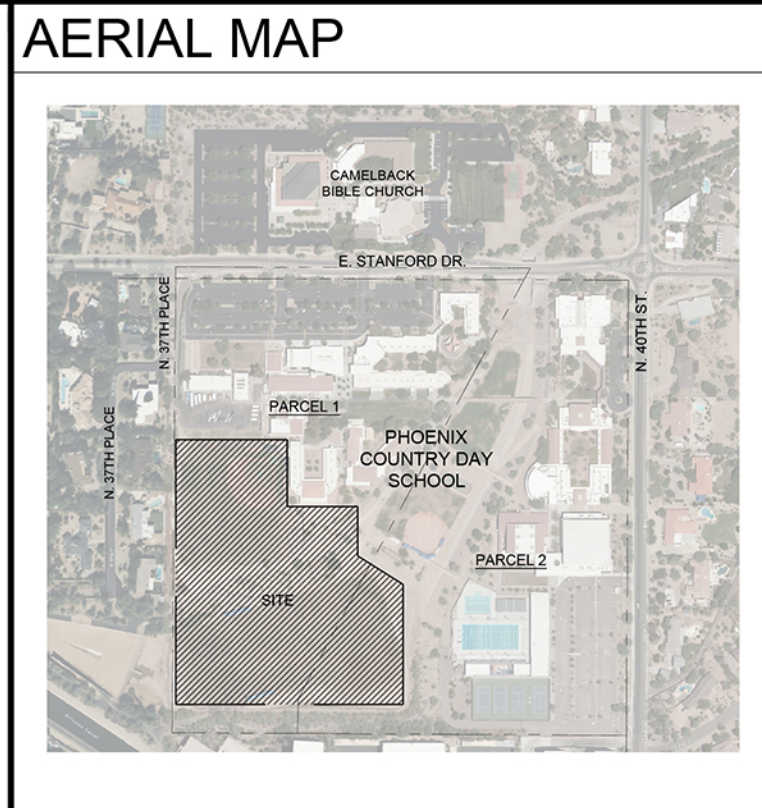 AERIAL MAP
CAMELBACK
BIBLE CHURCH
E. STANFORD DR.
N. 37TH PLACE
N. 40TH ST.
PARCEL 1
N. 37TH PLACE
PHOENIX
COUNTRY DAY
SCHOOL
PARCEL 2
SITE